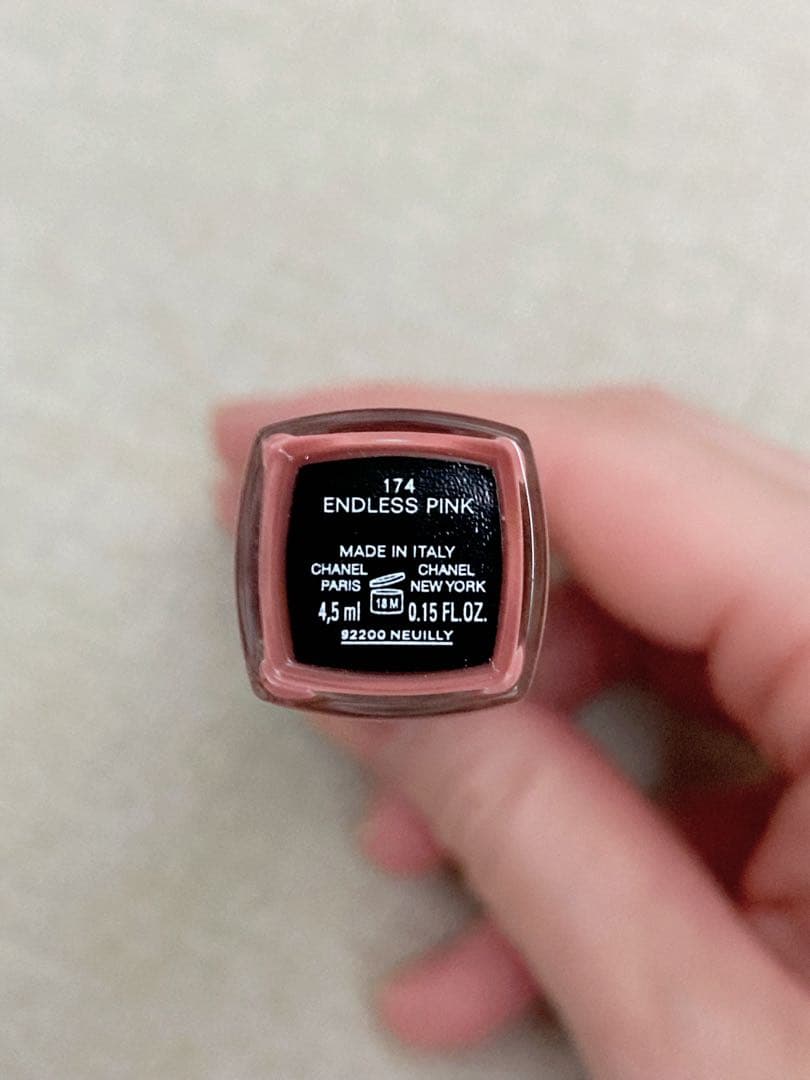 174
ENDLESS PINK
MADE IN ITALY
CHANEL CHANEL
PARIS NEW YORK
4,5 ml 18 M 0.15 FL.OZ.
92200 NEUILLY